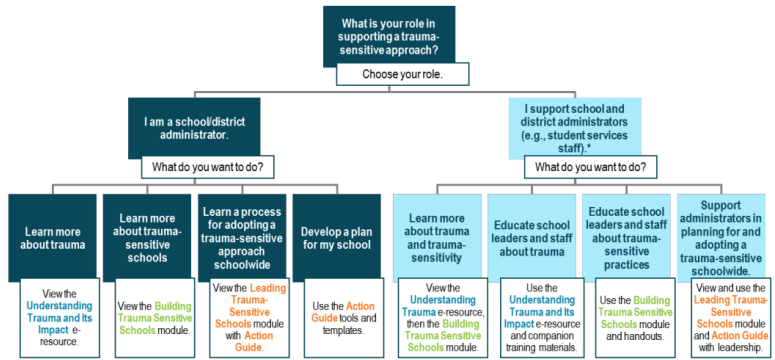 What is your role in
supporting a trauma-
sensitive approach?
Choose your role.
I am a school/district
administrator.
What do you want to do?
I support school and
district administrators
(e.g., student services
staff).*
What do you want to do?
Learn more
about trauma
View the
Understanding
Trauma and Its
Impact e-
resource.
Learn more
about trauma-
sensitive
schools
View the Building
Trauma Sensitive
Schools module.
Learn a process
for adopting a
trauma-sensitive
approach
schoolwide
View the Leading
Trauma-
Sensitive
Schools module
with Action
Guide.
Develop a plan
for my school
Use the Action
Guide tools and
templates.
Learn more
about trauma
and trauma-
sensitivity
View the
Understanding
Trauma e-resource,
then the Building
Trauma Sensitive
Schools module.
Educate school
leaders and staff
about trauma
Use the
Understanding
Trauma and Its
Impact e-resource
and companion
training materials.
Educate school
leaders and staff
about trauma-
sensitive
practices
Use the Building
Trauma Sensitive
Schools module
and handouts.
Support
administrators in
planning for and
adopting a
trauma-sensitive
schoolwide.
View and use the
Leading Trauma-
Sensitive Schools
module and
Action Guide
with leadership.